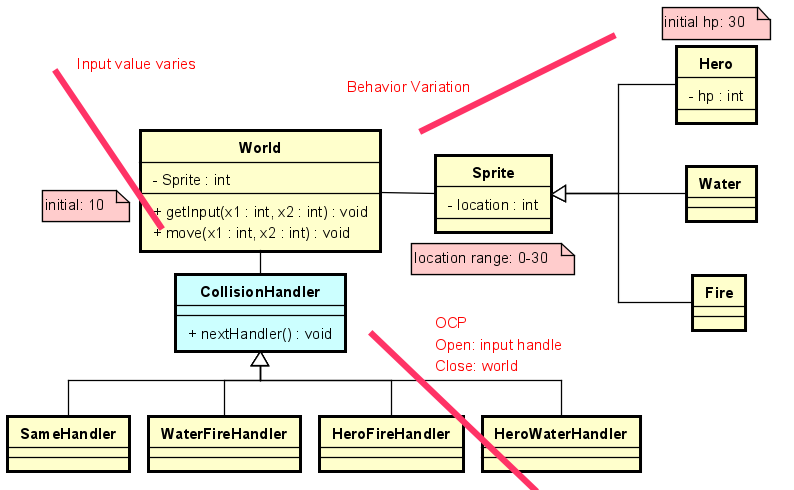 initial hp: 30
Input value varies
Behavior Variation
Hero
- hp : int
World
- Sprite : int
+ getInput(x1 : int, x2 : int) : void
+ move(x1 : int, x2 : int) : void
initial: 10
Sprite
- location : int
Water
location range: 0-30
Fire
CollisionHandler
+ nextHandler() : void
OCP
Open: input handle
Close: world
SameHandler
WaterFireHandler
HeroFireHandler
HeroWaterHandler